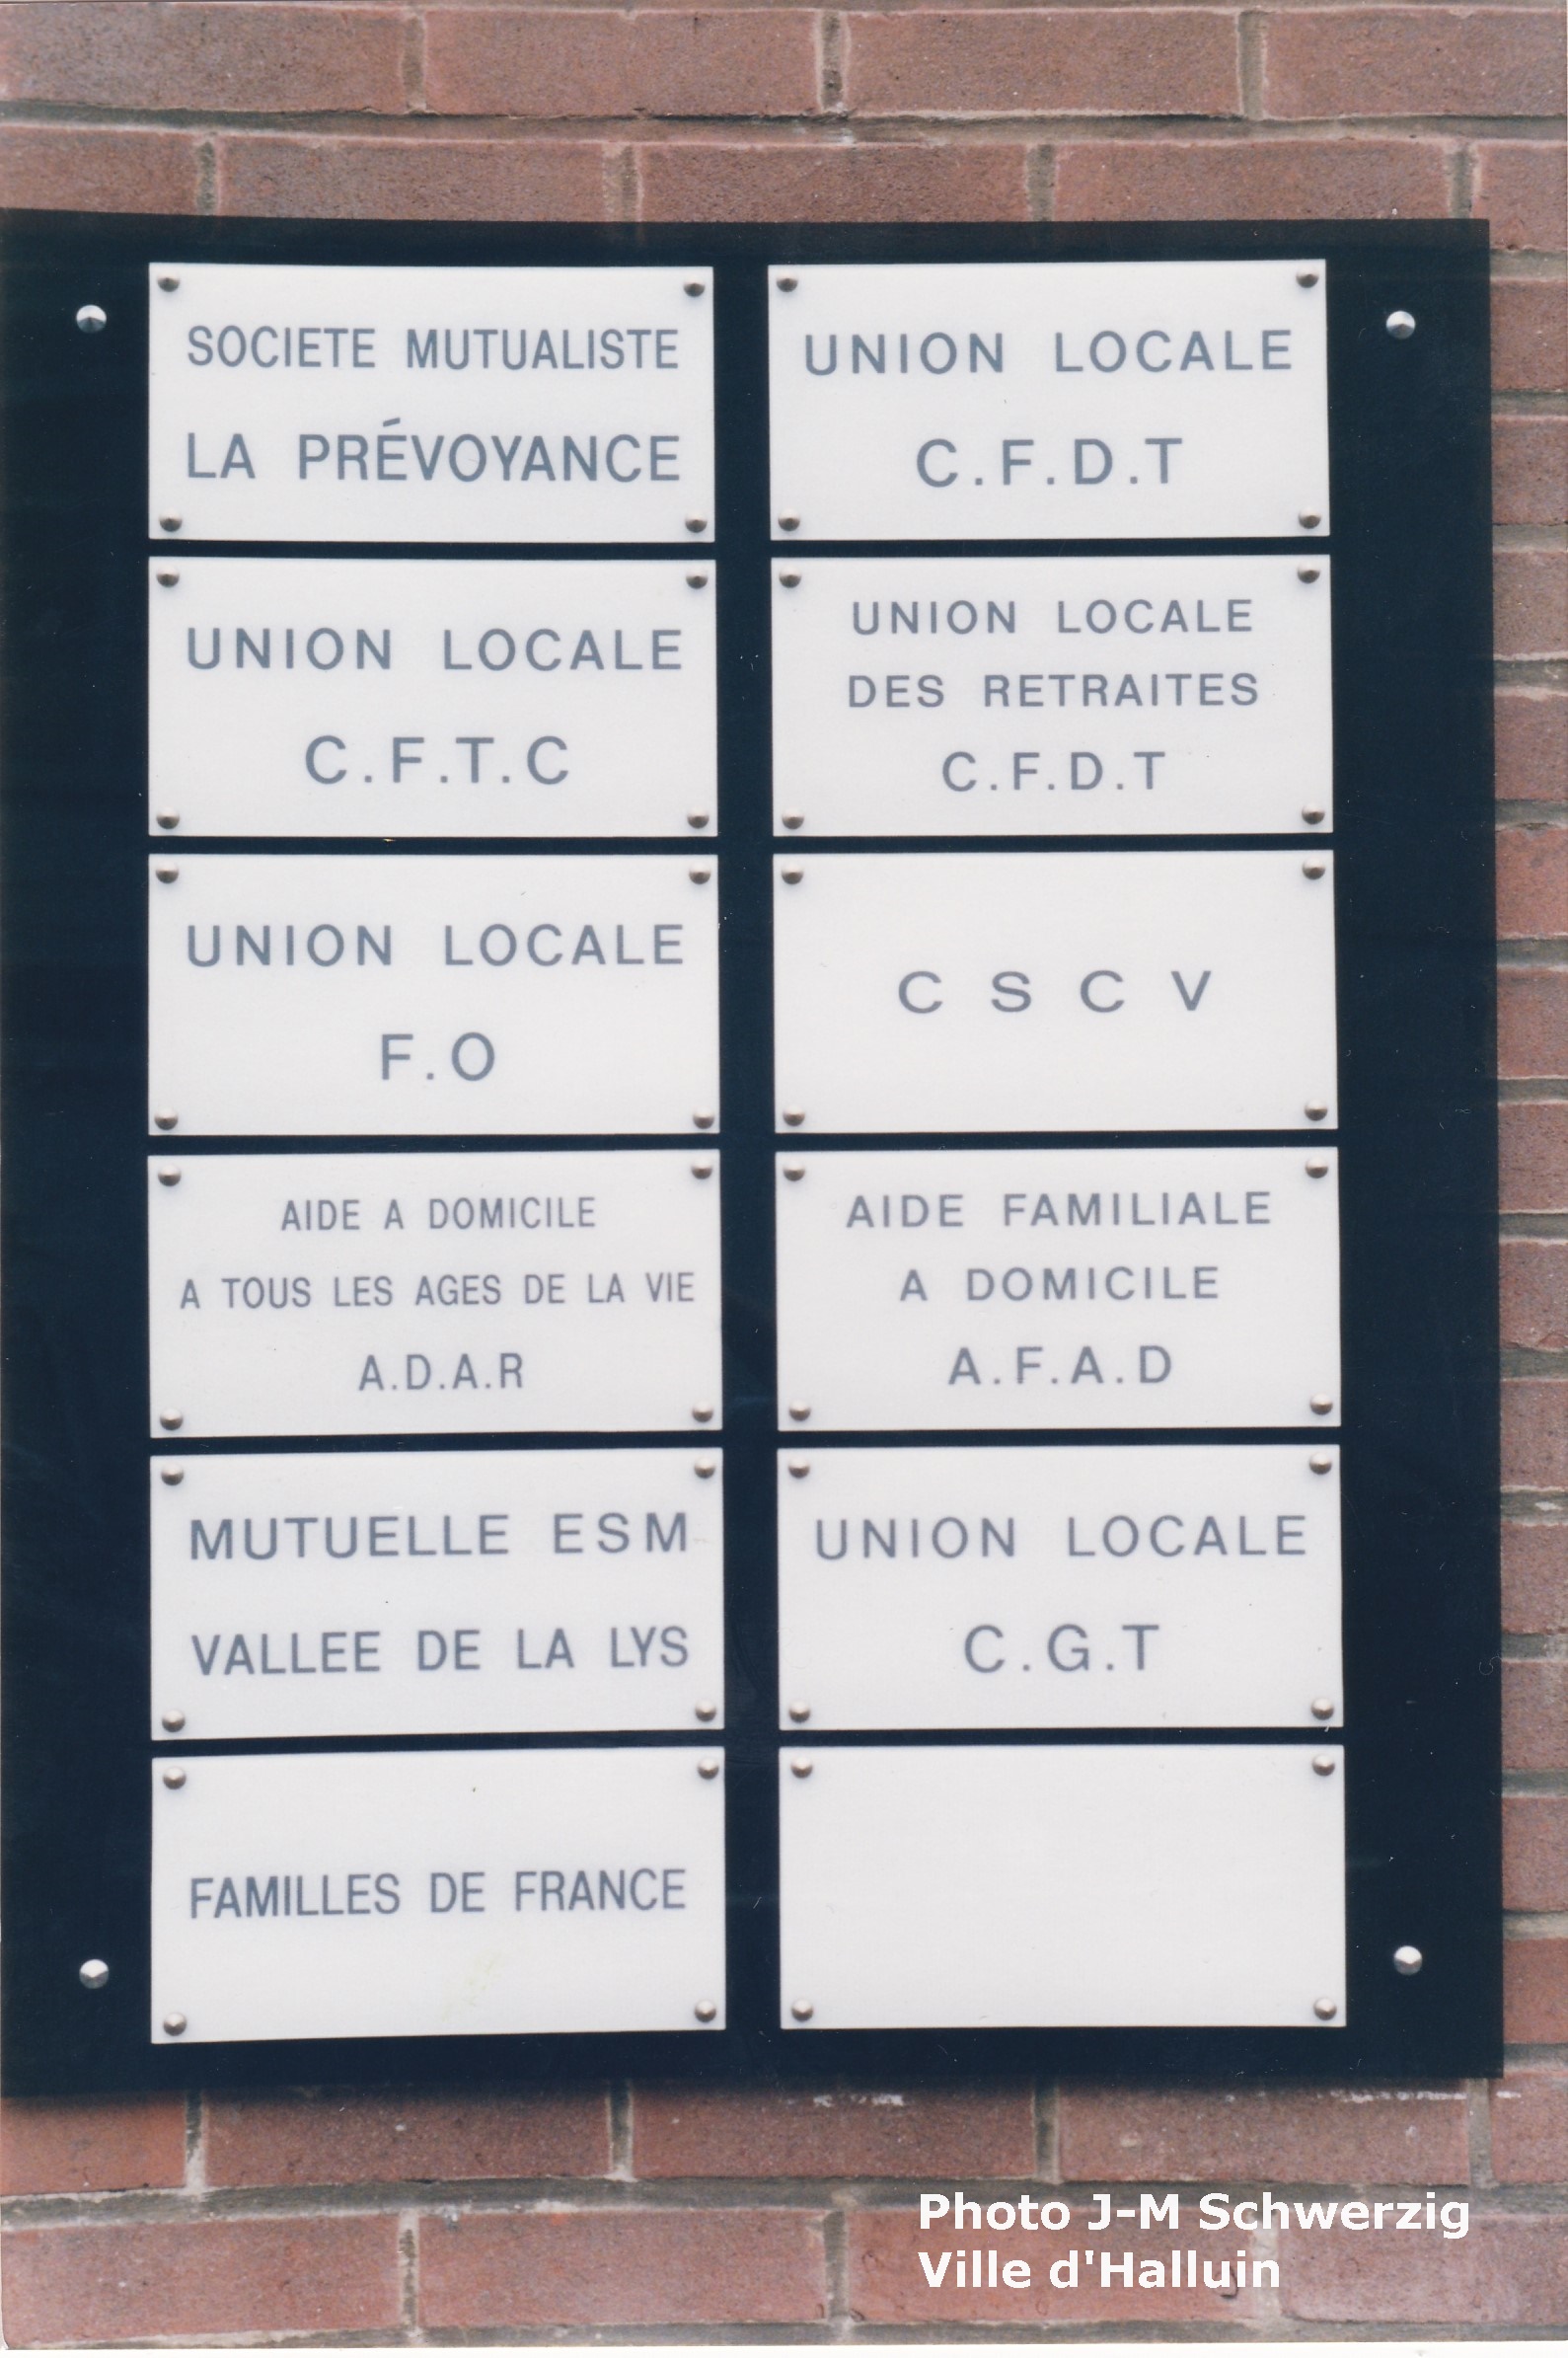 SOCIETE MUTUALISTE
LA PRÉVOYANCE
UNION LOCALE
C.F.D.T
UNION LOCALE
C.F.T.C
UNION LOCALE
DES RETRAITES
C.F.D.T
UNION LOCALE
F.O
C S C V
AIDE A DOMICILE
A TOUS LES AGES DE LA VIE
A.D.A.R
AIDE FAMILIALE
A DOMICILE
A.F.A.D
MUTUELLE ESM
VALLEE DE LA LYS
UNION LOCALE
C.G.T
FAMILLES DE FRANCE
Photo J-M Schwerzig
Ville d'Halluin